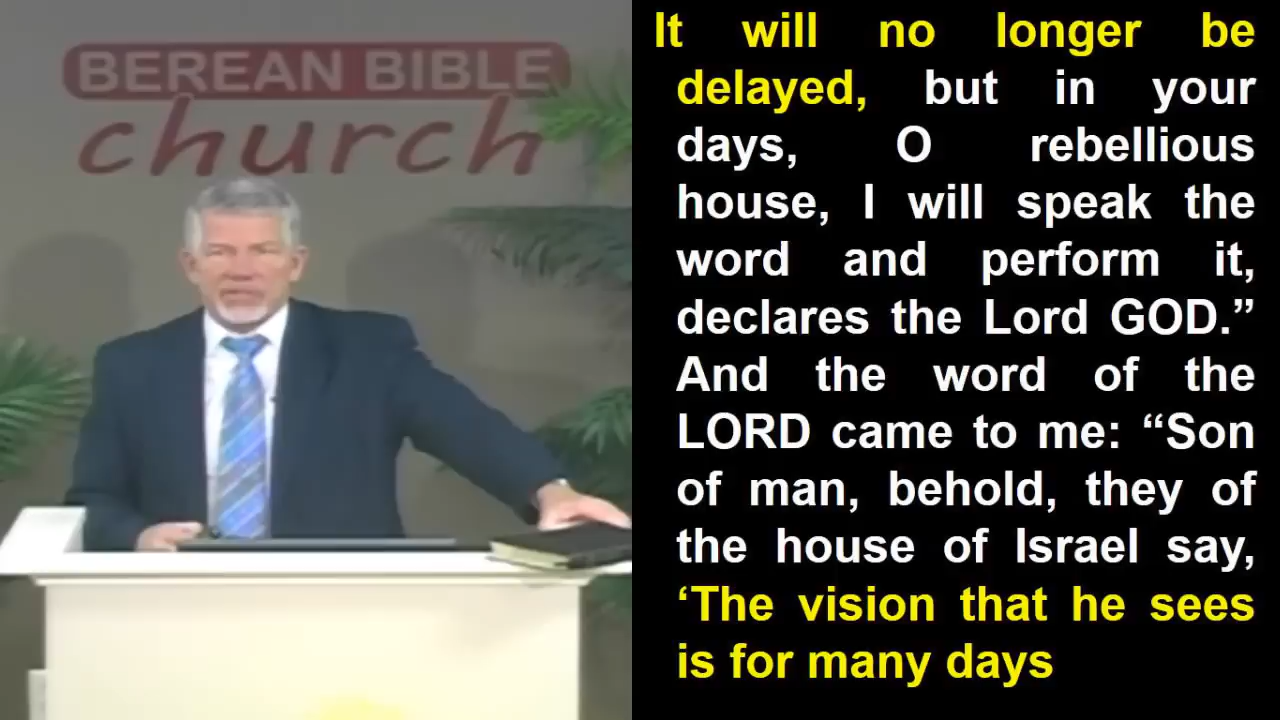 BEREAN BIBLE
church
It will no longer be
delayed, but in your
days, O rebellious
house, I will speak the
word and perform it,
declares the Lord GOD.”
And the word of the
LORD came to me: “Son
of man, behold, they of
the house of Israel say,
‘The vision that he sees
is for many days